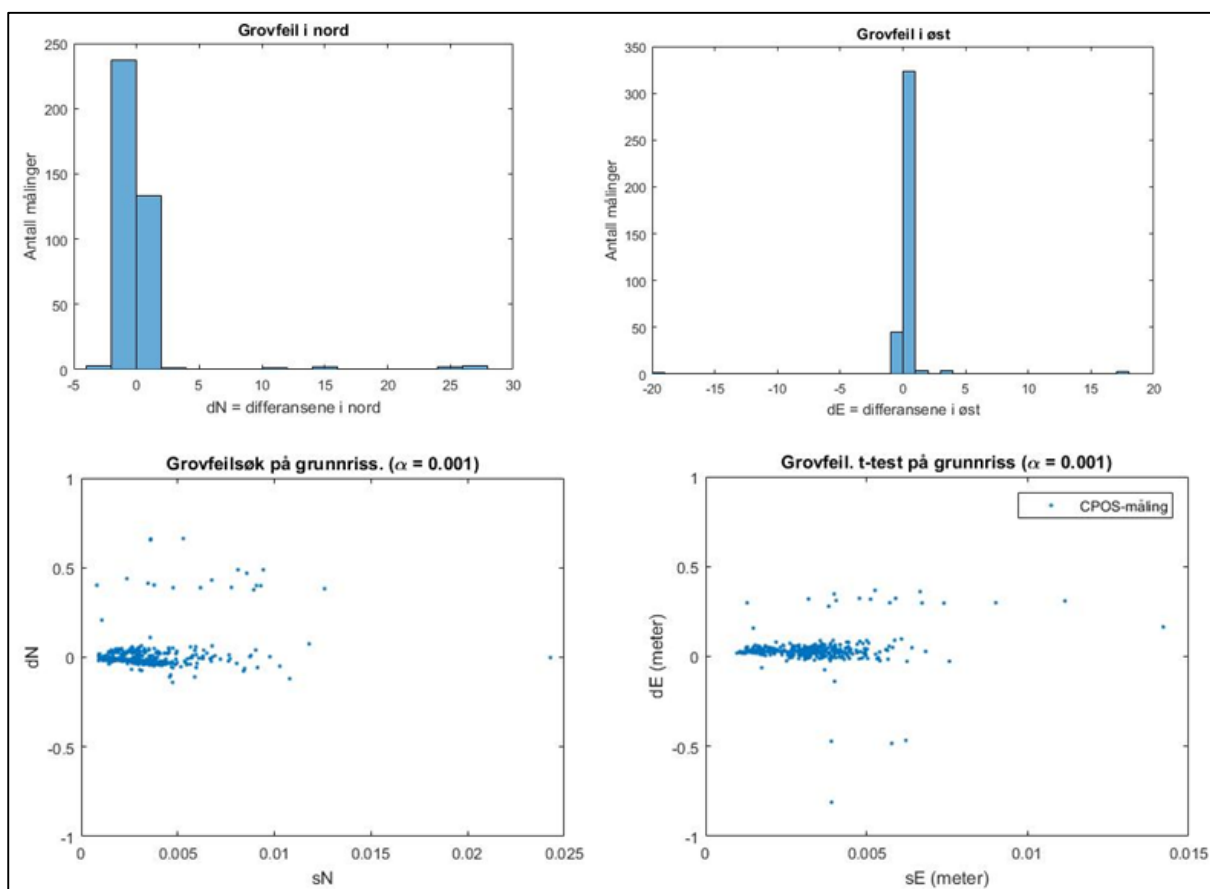 Grovfeil i nord
250
200
150
100
50
0
Antall målinger
-5 0 5 10 15 20 25 30
dN = differansene i nord
Grovfeil i øst
350
300
250
200
150
100
50
0
Antall målinger
-20 -15 -10 -5 0 5 10 15 20
dE = differansene i øst
Grovfeilsøk på grunnriss. (α = 0.001)
1
0.5
0
-0.5
-1
dN
0 0.005 0.01 0.015 0.02 0.025
sN
Grovfeil. t-test på grunnriss (α = 0.001)
CPOS-måling
1
0.5
0
-0.5
-1
dE (meter)
0 0.005 0.01 0.015
sE (meter)